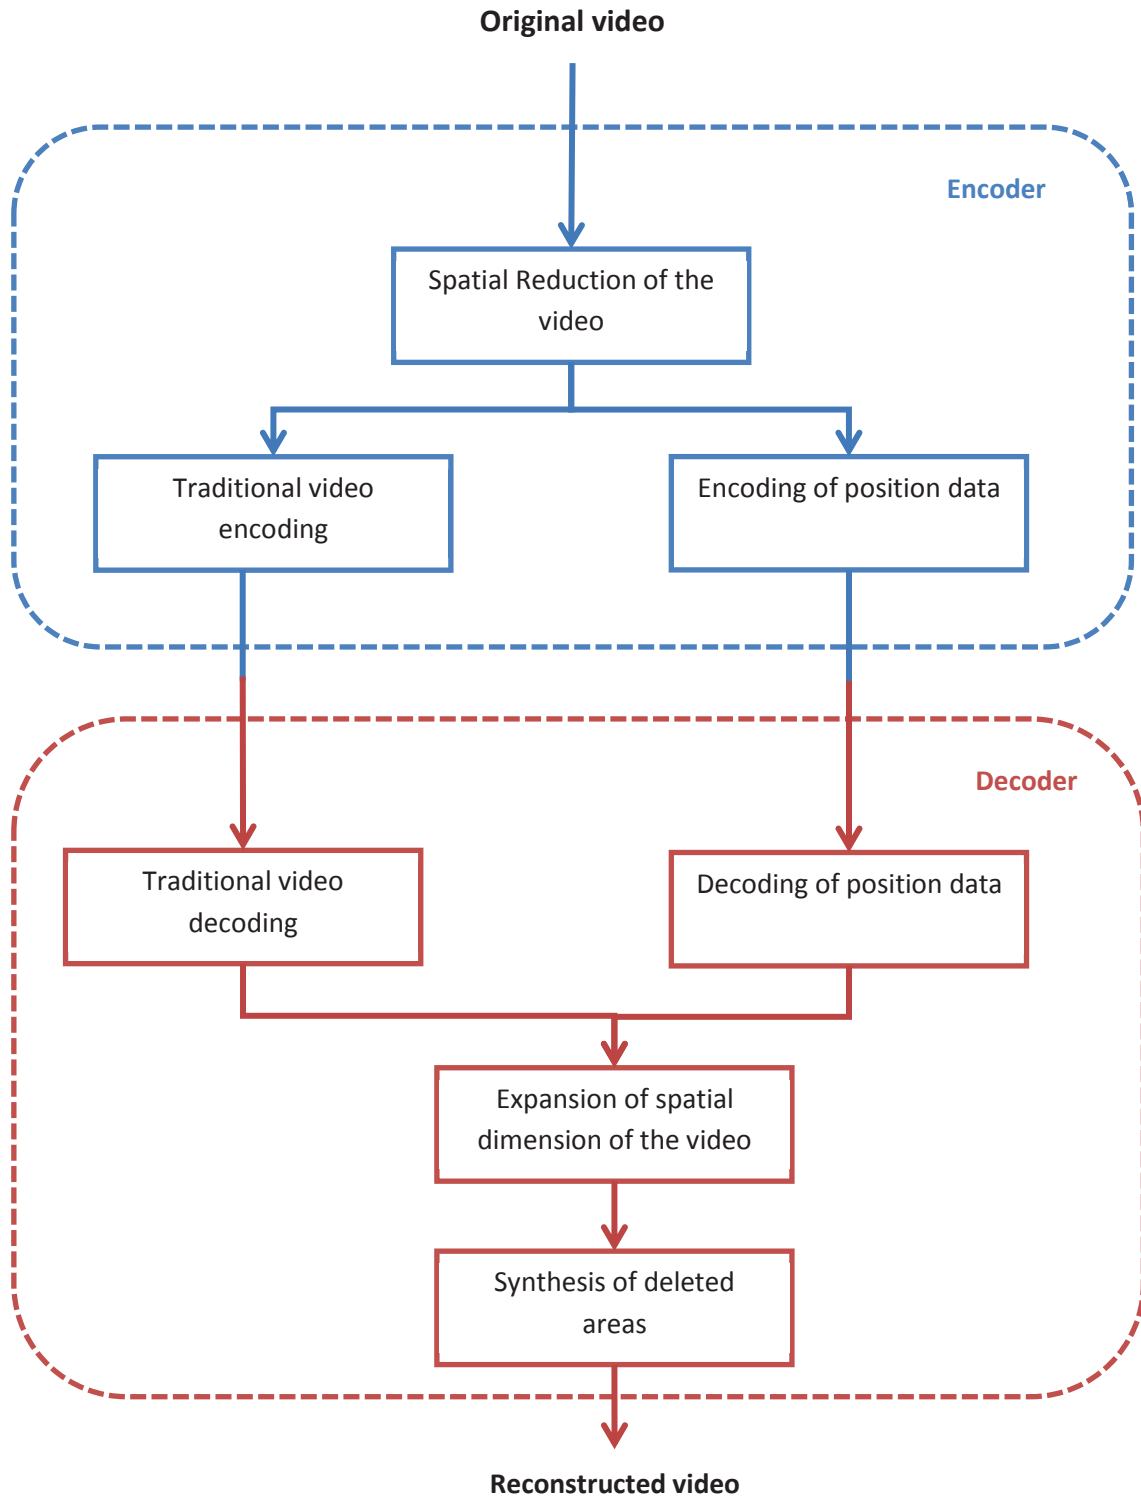 Original video
Encoder
Spatial Reduction of the
video
Traditional video
encoding
Encoding of position data
Decoder
Traditional video
decoding
Decoding of position data
Expansion of spatial
dimension of the video
Synthesis of deleted
areas
Reconstructed video